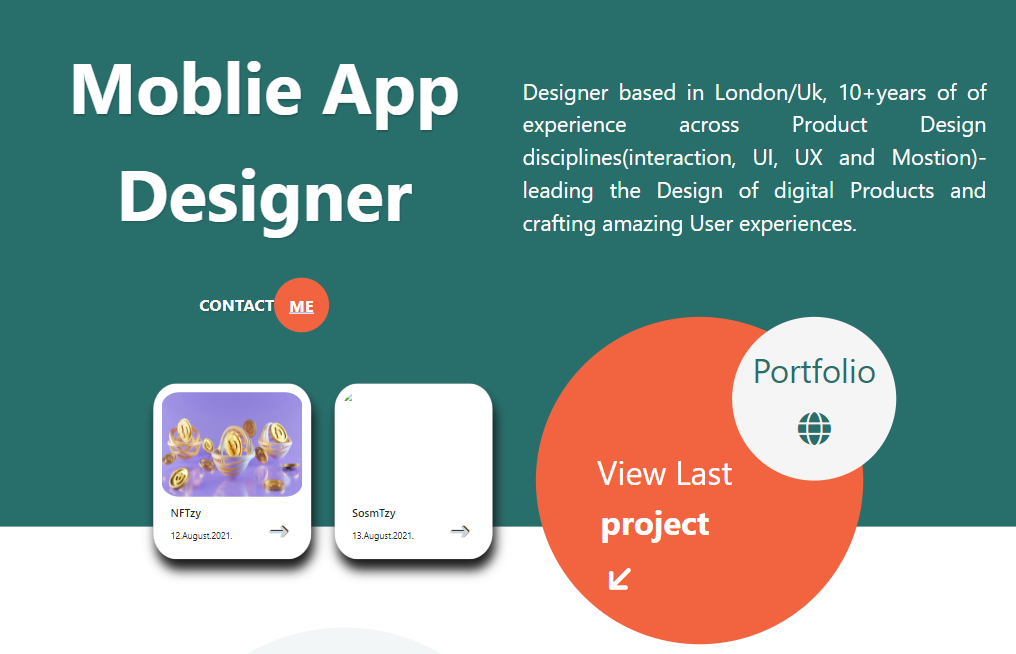 Moblie App
Designer
Designer based in London/Uk, 10+years of of
experience across Product Design
disciplines(interaction, UI, UX and Mostion)-
leading the Design of digital Products and
crafting amazing User experiences.
CONTACT ME
Portfolio
View Last
project
NFTzy
12.August.2021.
SosmTzy
13.August.2021.